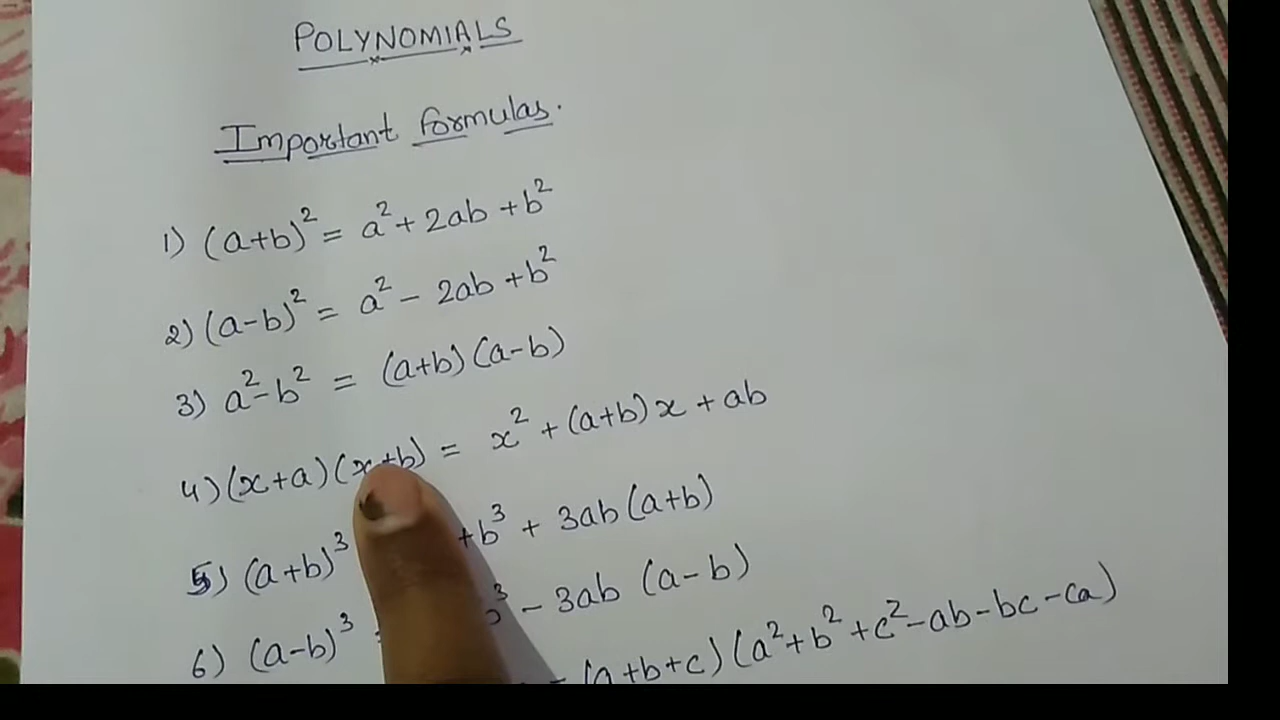 POLYNOMIALS
Important formulas.
1) (a+b)² = a² + 2ab + b²
2) (a-b)² = a² - 2ab + b²
3) a² - b² = (a+b)(a-b)
4) (x+a)(x+b) = x² + (a+b)x + ab
5) (a+b)³ + b³ + 3ab(a+b)
6) (a-b)³ ³ - 3ab (a-b)
(a+b+c)(a²+b²+c²-ab-bc-ca)